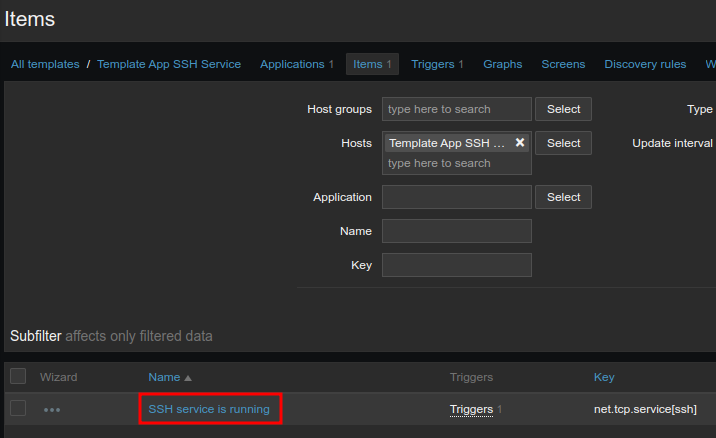 Items
All templates / Template App SSH Service Applications 1 Items 1 Triggers 1 Graphs Screens Discovery rules W
Host groups type here to search Select Type
Hosts Template App SSH ... × Select Update interval
type here to search
Application Select
Name
Key
Subfilter affects only filtered data
Wizard Name Triggers Key
SSH service is running Triggers 1 net.tcp.service[ssh]